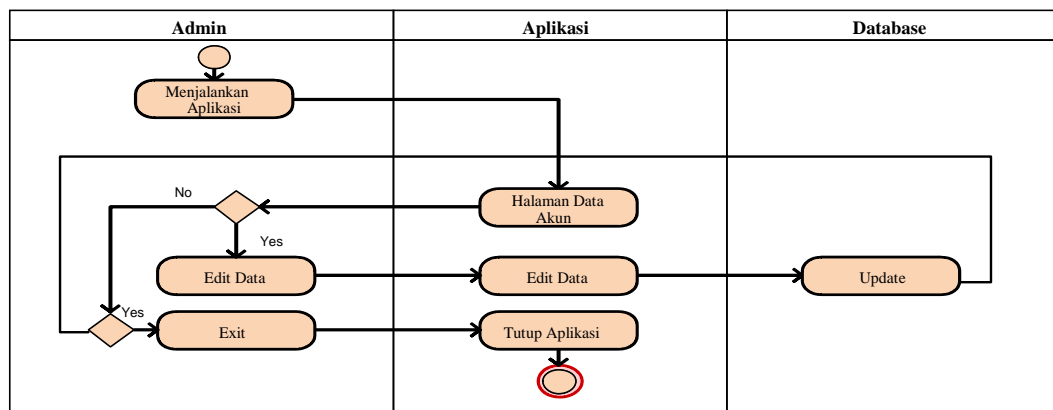 Admin
Aplikasi
Database
Menjalankan
Aplikasi
Halaman Data
Akun
No
Yes
Edit Data
Edit Data
Update
Yes
Exit
Tutup Aplikasi